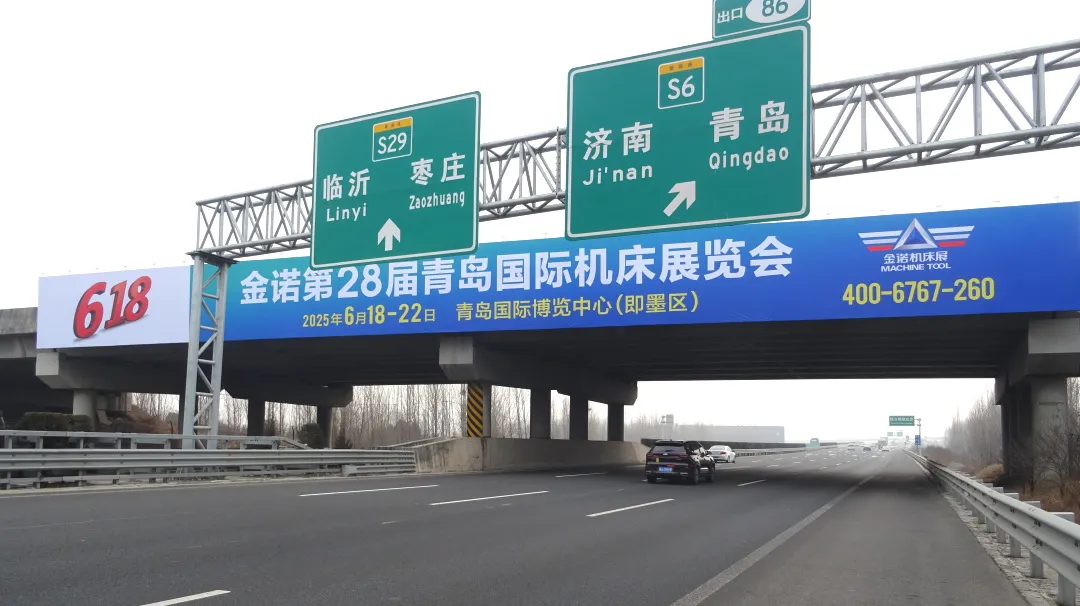 出口 86
S6
济南 青岛
Ji'nan Qingdao
S29
临沂 枣庄
Linyi Zaozhuang
618
金诺第28届青岛国际机床展览会
2025年6月18-22日 青岛国际博览中心(即墨区)
金诺机床展
MACHINE TOOL
400-6767-260